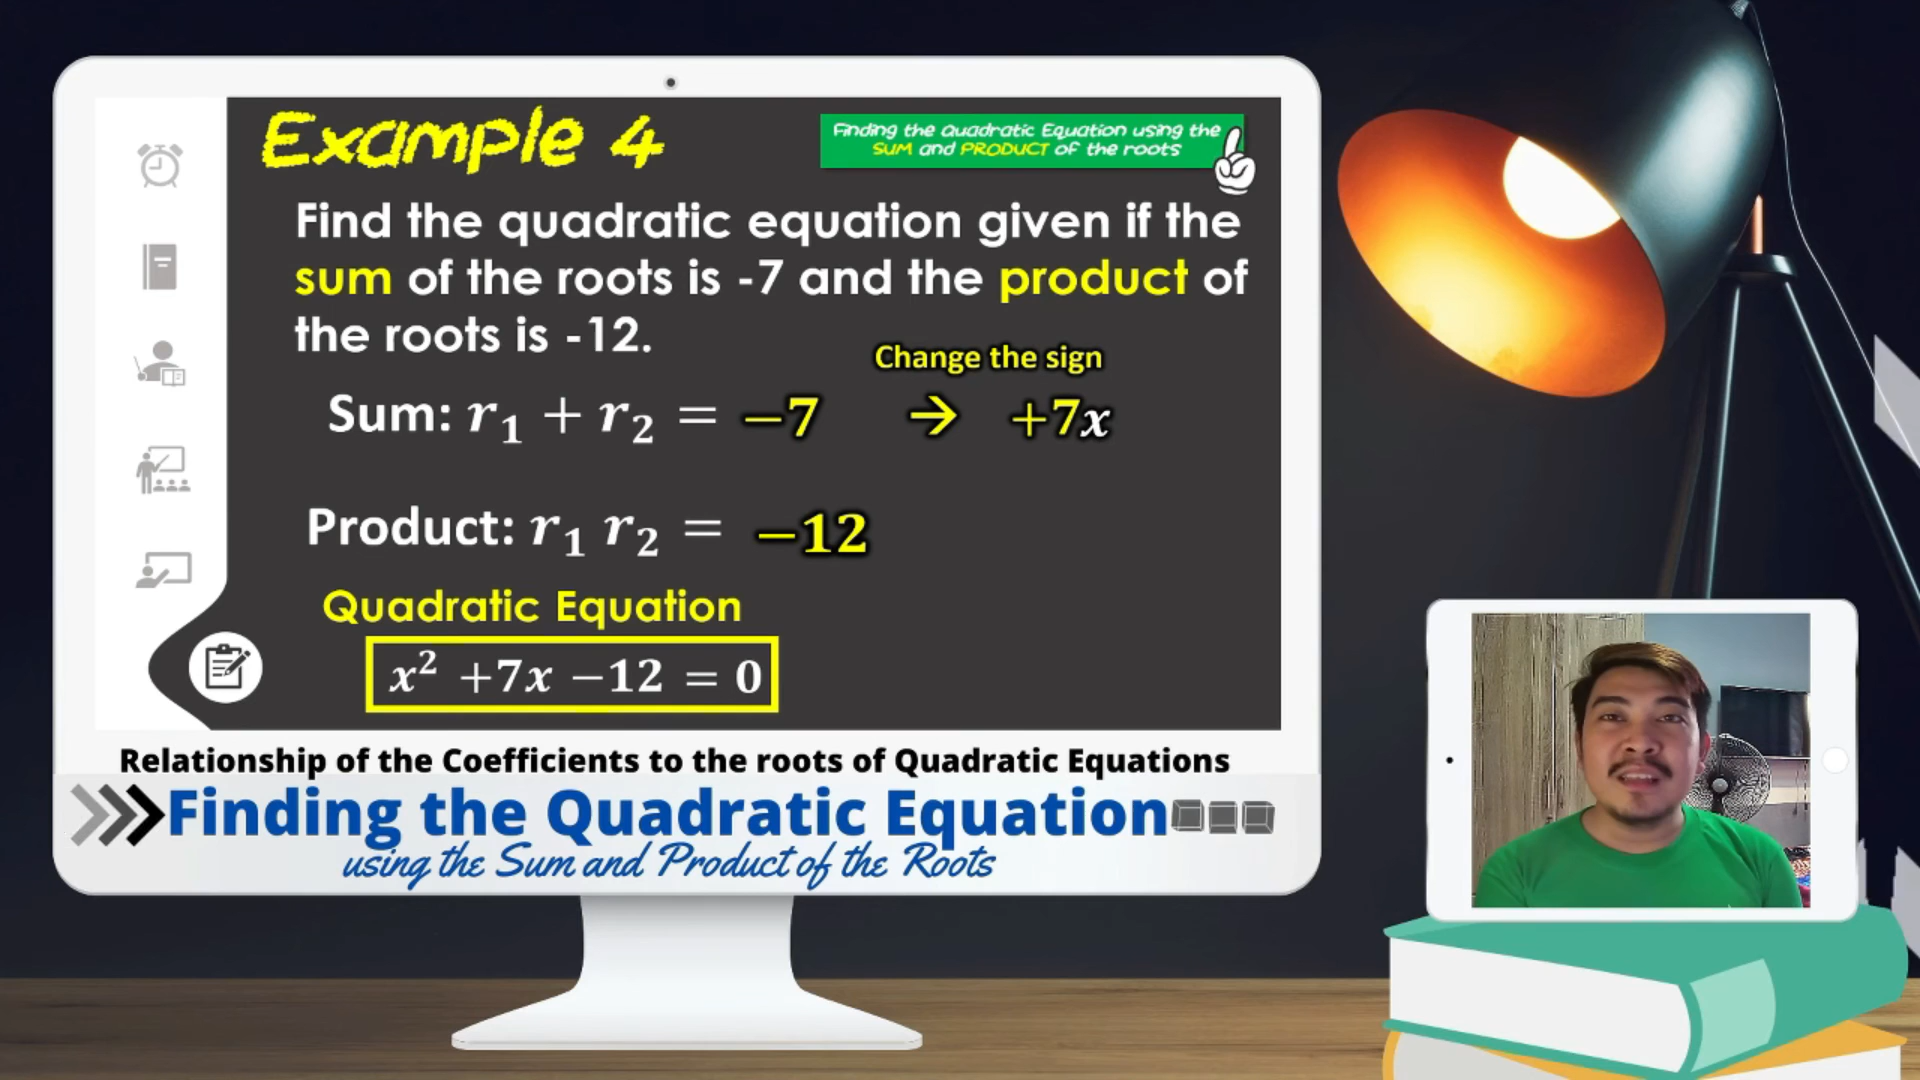 Example 4
Finding the Quadratic Equation using the
SUM and PRODUCT of the roots
Find the quadratic equation given if the
sum of the roots is -7 and the product of
the roots is -12.
Change the sign
Sum: r₁ + r₂ = −7 → +7x
Product: r₁ r₂ = −12
Quadratic Equation
x² +7x −12 = 0
Relationship of the Coefficients to the roots of Quadratic Equations
Finding the Quadratic Equation
using the Sum and Product of the Roots